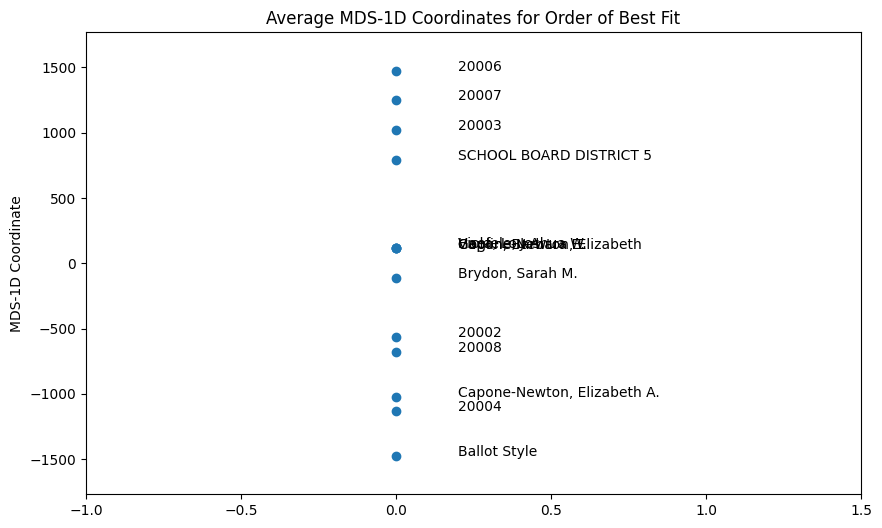 Average MDS-1D Coordinates for Order of Best Fit
MDS-1D Coordinate
1500
1000
500
0
−500
−1000
−1500
20006
20007
20003
SCHOOL BOARD DISTRICT 5
Elizabeth
Brydon, Sarah M.
20002
20008
Capone-Newton, Elizabeth A.
20004
Ballot Style
−1.0
−0.5
0.0
0.5
1.0
1.5